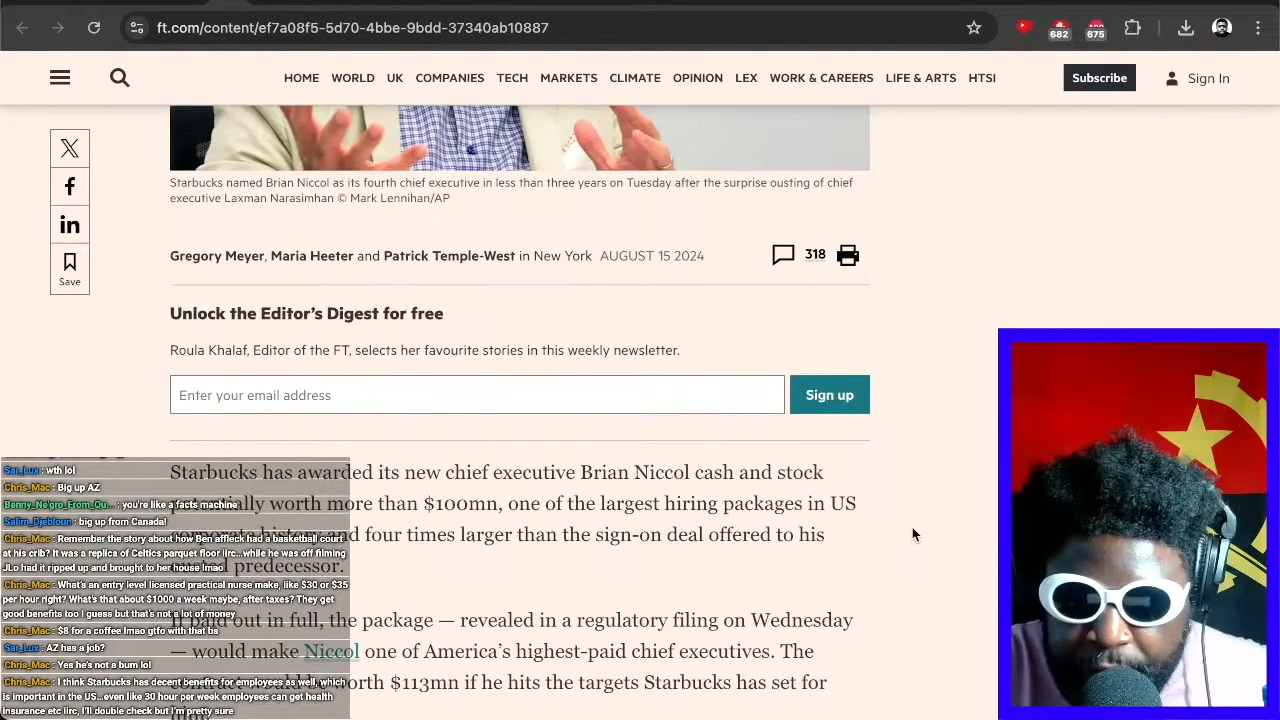 ft.com/content/ef7a08f5-5d70-4bbe-9bdd-37340ab10887
682
675
HOME WORLD UK COMPANIES TECH MARKETS CLIMATE OPINION LEX WORK & CAREERS LIFE & ARTS HTSI
Subscribe
Sign In
Starbucks named Brian Niccol as its fourth chief executive in less than three years on Tuesday after the surprise ousting of chief
executive Laxman Narasimhan © Mark Lennihan/AP
Save
Gregory Meyer, Maria Heeter and Patrick Temple-West in New York AUGUST 15 2024
318
Unlock the Editor's Digest for free
Roula Khalaf, Editor of the FT, selects her favourite stories in this weekly newsletter.
Enter your email address
Sign up
Starbucks has awarded its new chief executive Brian Niccol cash and stock
worth more than $100mn, one of the largest hiring packages in US
and four times larger than the sign-on deal offered to his
predecessor.
If paid out in full, the package — revealed in a regulatory filing on Wednesday
— would make Niccol one of America's highest-paid chief executives. The
worth $113mn if he hits the targets Starbucks has set for
him.
Sar_Lux: wth lol
Chris_Mac: Big up AZ
Benny_Ne'gro_From_Qu...: you're like a facts machine
Salim_Djebloun: big up from Canada!
Chris_Mac: Remember the story about how Ben affleck had a basketball court
at his crib? It was a replica of Celtics parquet floor iirc...while he was off filming
JLo had it ripped up and brought to her house lmao
Chris_Mac: What's an entry level licensed practical nurse make, like $30 or $35
per hour right? What's that about $1000 a week maybe, after taxes? They get
good benefits too I guess but that's not a lot of money
Chris_Mac: $8 for a coffee lmao gtfo with that bs
Sar_Lux: AZ has a job?
Chris_Mac: Yes he's not a bum lol
Chris_Mac: I think Starbucks has decent benefits for employees as well, which
is important in the US...even like 30 hour per week employees can get health
insurance etc iirc, I'll double check but I'm pretty sure